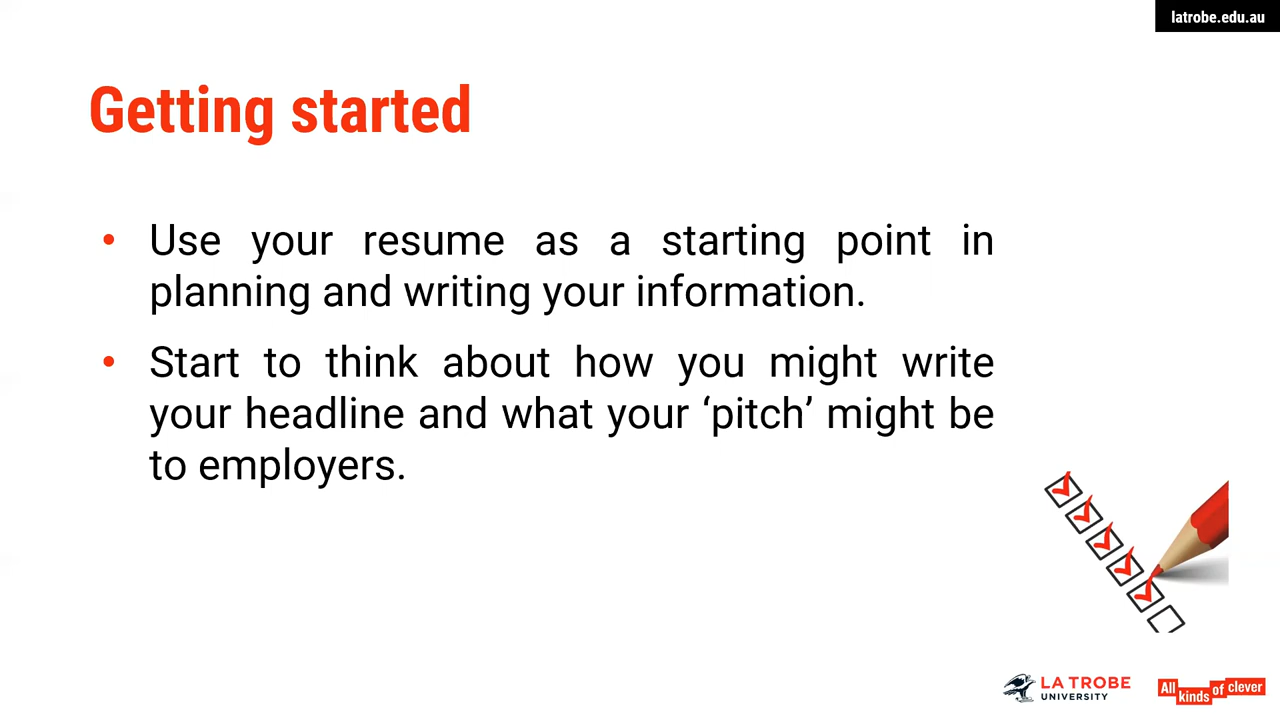 latrobe.edu.au
Getting started
• Use your resume as a starting point in
planning and writing your information.
• Start to think about how you might write
your headline and what your ‘pitch’ might be
to employers.
LA TROBE
UNIVERSITY
All kinds of clever